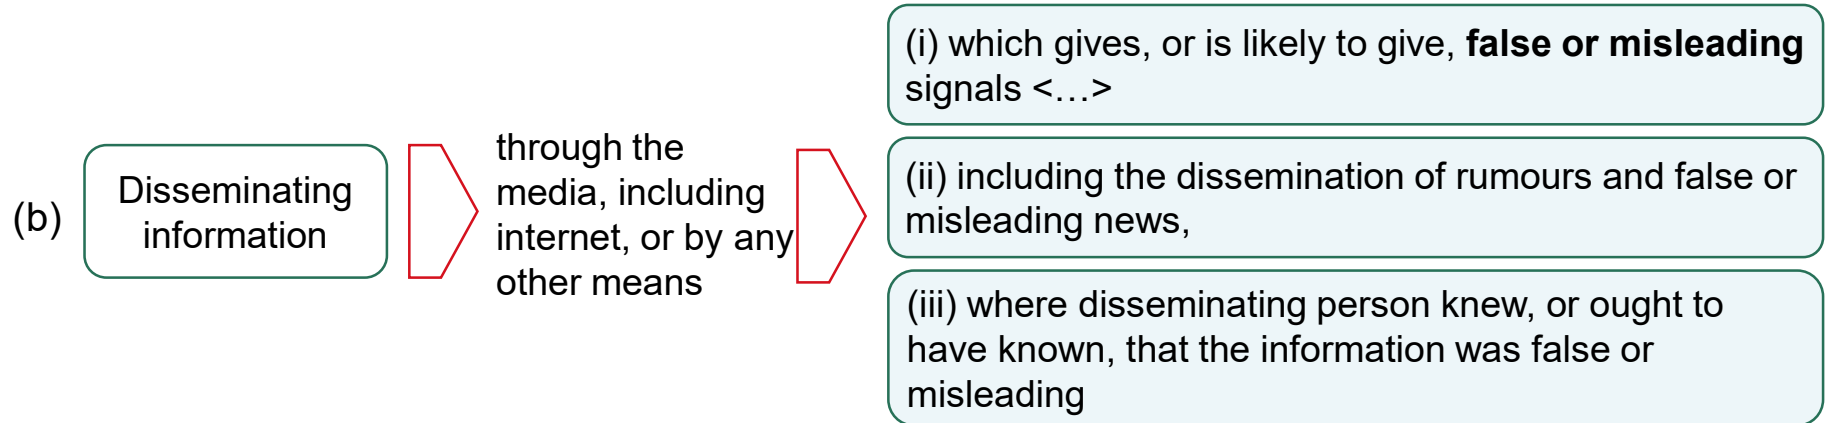 (b)
Disseminating
information
through the
media, including
internet, or by any
other means
(i) which gives, or is likely to give, false or misleading
signals <…>
(ii) including the dissemination of rumours and false or
misleading news,
(iii) where disseminating person knew, or ought to
have known, that the information was false or
misleading